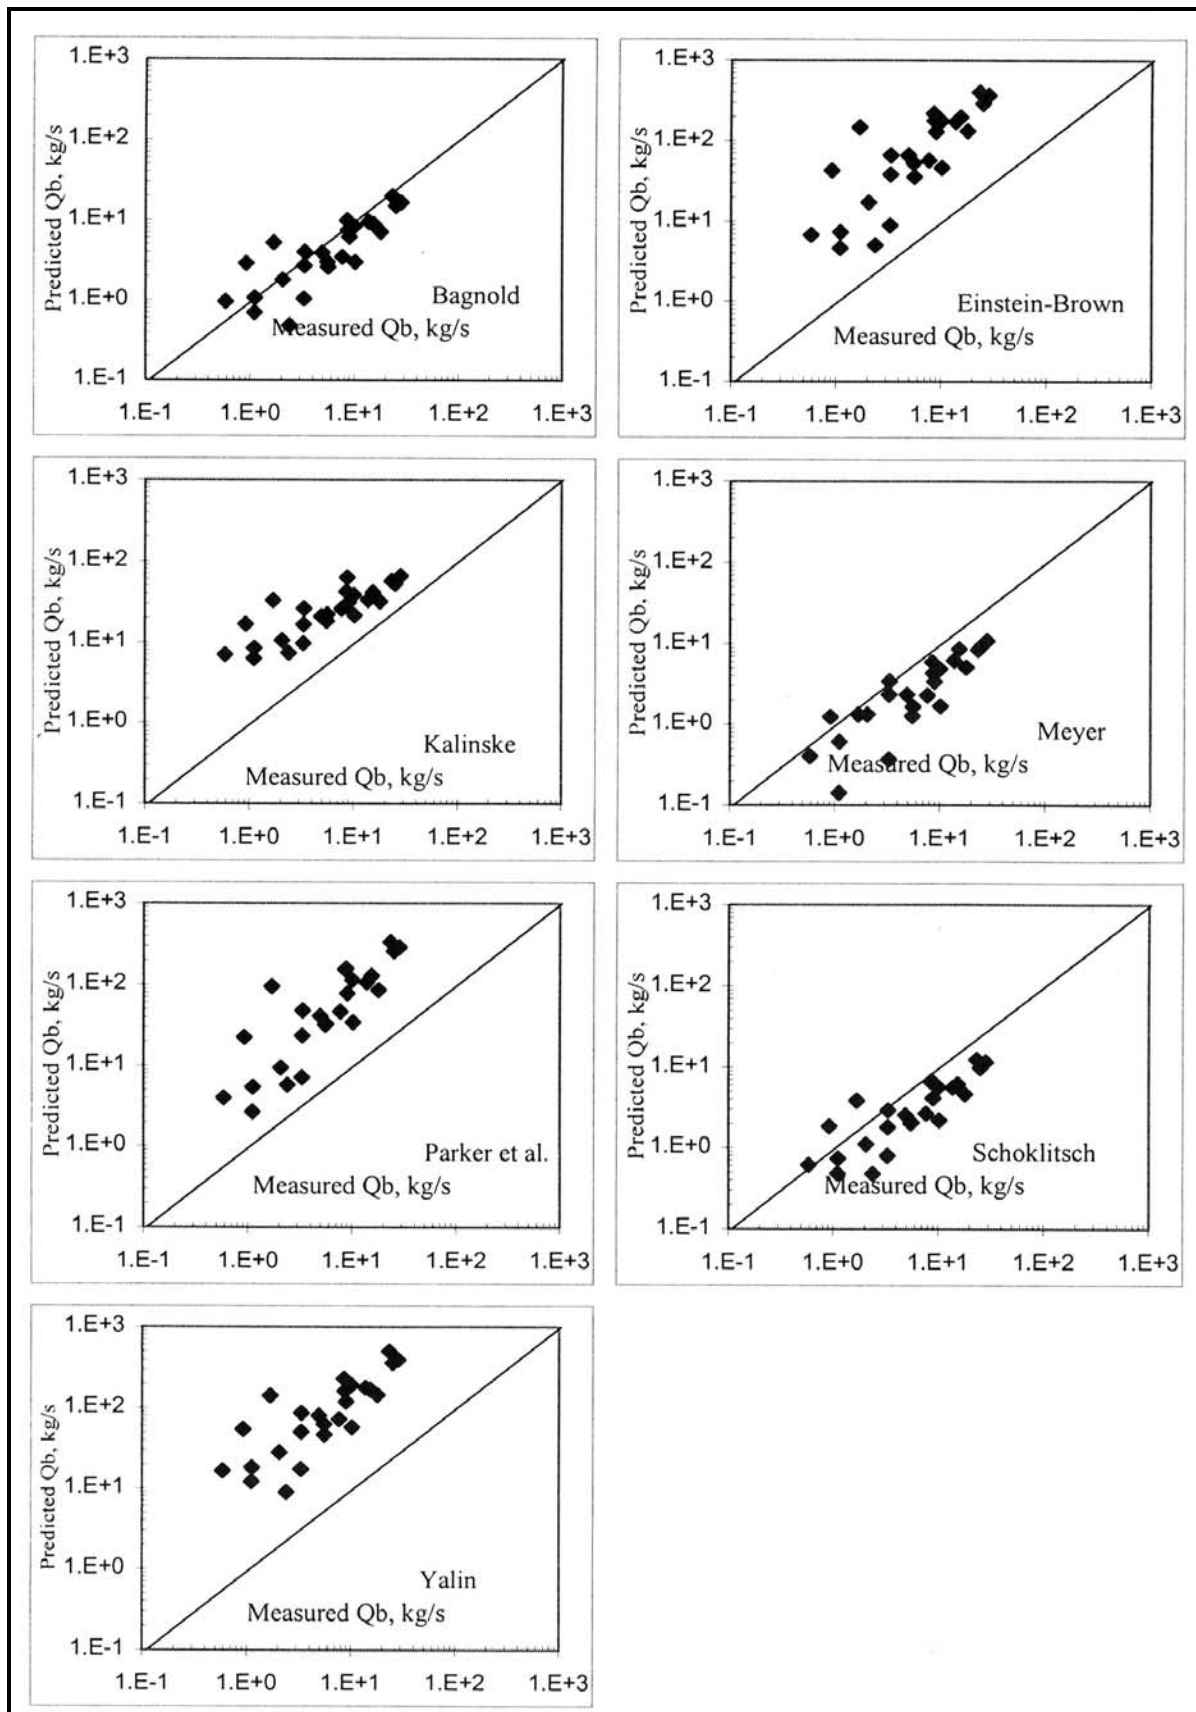 1.E+3
1.E+2
1.E+1
1.E+0
1.E-1
Predicted Qb, kg/s
Bagnold
Measured Qb, kg/s
1.E-1 1.E+0 1.E+1 1.E+2 1.E+3
1.E+3
1.E+2
1.E+1
1.E+0
1.E-1
Predicted Qb, kg/s
Einstein-Brown
Measured Qb, kg/s
1.E-1 1.E+0 1.E+1 1.E+2 1.E+3
1.E+3
1.E+2
1.E+1
1.E+0
1.E-1
Predicted Qb, kg/s
Kalinske
Measured Qb, kg/s
1.E-1 1.E+0 1.E+1 1.E+2 1.E+3
1.E+3
1.E+2
1.E+1
1.E+0
1.E-1
Predicted Qb, kg/s
Meyer
Measured Qb, kg/s
1.E-1 1.E+0 1.E+1 1.E+2 1.E+3
1.E+3
1.E+2
1.E+1
1.E+0
1.E-1
Predicted Qb, kg/s
Parker et al.
Measured Qb, kg/s
1.E-1 1.E+0 1.E+1 1.E+2 1.E+3
1.E+3
1.E+2
1.E+1
1.E+0
1.E-1
Predicted Qb, kg/s
Schoklitsch
Measured Qb, kg/s
1.E-1 1.E+0 1.E+1 1.E+2 1.E+3
1.E+3
1.E+2
1.E+1
1.E+0
1.E-1
Predicted Qb, kg/s
Yalin
Measured Qb, kg/s
1.E-1 1.E+0 1.E+1 1.E+2 1.E+3